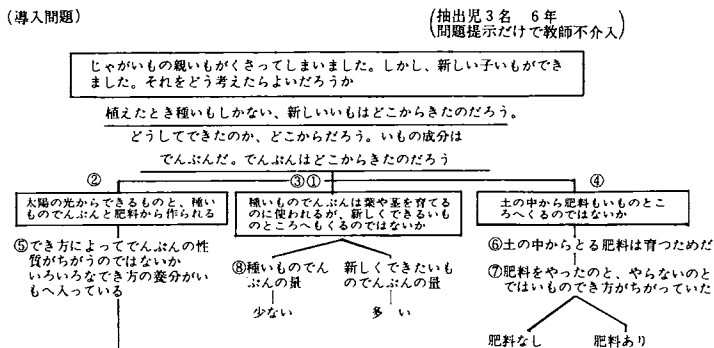 (導入問題)
(抽出児3名 6年
問題提示だけで教師不介入)
じゃがいもの親いもがくさってしまいました。しかし、新しい子いもができ
ました。それをどう考えたらよいだろうか
植えたとき種いもしかない、新しいいもはどこからきたのだろう。
どうしてできたのか、どこからだろう。いもの成分は
でんぷんだ。でんぷんはどこからきたのだろう
②
③①
④
太陽の光からできるものと、種い
ものでんぷんと肥料から作られる
種いものでんぷんは葉や茎を育てる
のに使われるが、新しくできるいも
のところへもくるのではないか
土の中から肥料もいものとこ
ろへくるのではないか
⑤でき方によってでんぷんの性
質がちがうのではないか
いろいろなでき方の養分がい
もへ入っている
⑧種いものでん
ぷんの量
新しくできたいも
のでんぷんの量
少ない
多い
⑥土の中からとる肥料は育つためだ
⑦肥料をやったのと、やらないのと
ではいものでき方がちがっていた
肥料なし
肥料あり